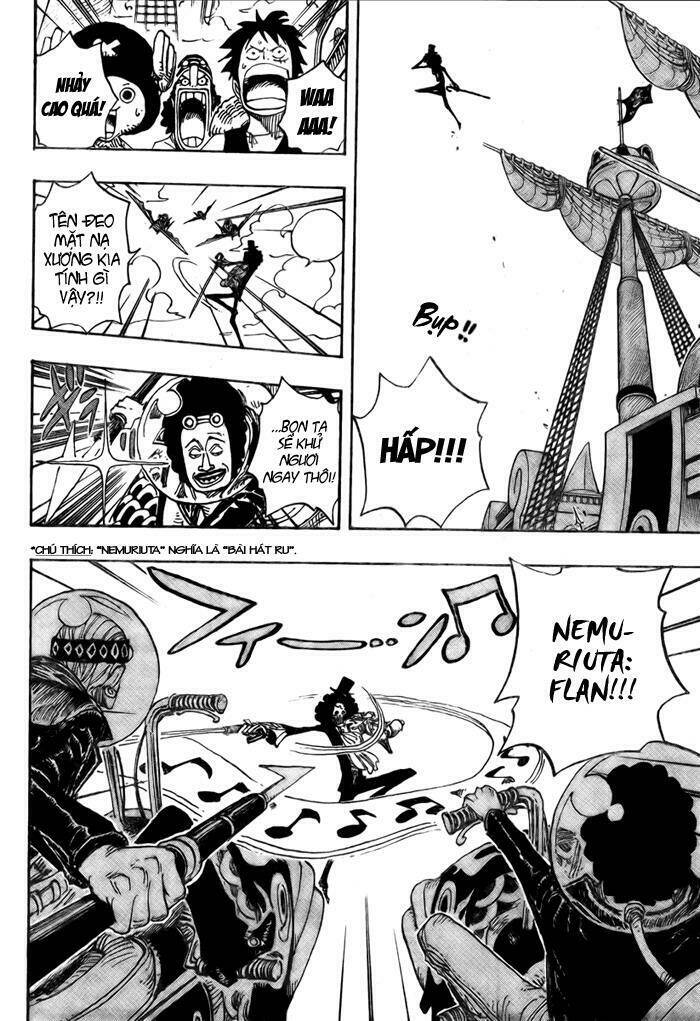 Bụp!!
HẤP!!!
WAA
AAA!
NHẢY
CAO QUÁ!
TÊN ĐEO
MẶT NẠ
XƯƠNG KIA
TÍNH GÌ
VẬY?!!
...BỌN TA
SẼ KHỬ
NGƯƠI
NGAY THÔI!
*CHÚ THÍCH: "NEMURIUTA" NGHĨA LÀ "BÀI HÁT RU".
NEMU-
RIUTA:
FLAN!!!
フィー...ン